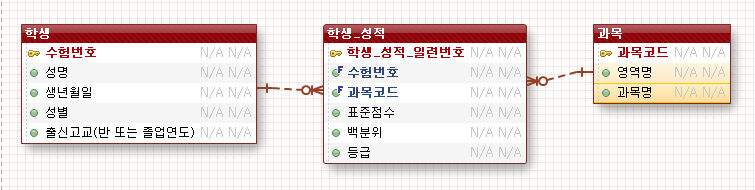 학생
수험번호 N/A N/A
성명 N/A N/A
생년월일 N/A N/A
성별 N/A N/A
출신고교(반 또는 졸업연도) N/A N/A
학생_성적
학생_성적_일련번호 N/A N/A
F 수험번호 N/A N/A
F 과목코드 N/A N/A
표준점수 N/A N/A
백분위 N/A N/A
등급 N/A N/A
과목
과목코드 N/A N/A
영역명 N/A N/A
과목명 N/A N/A